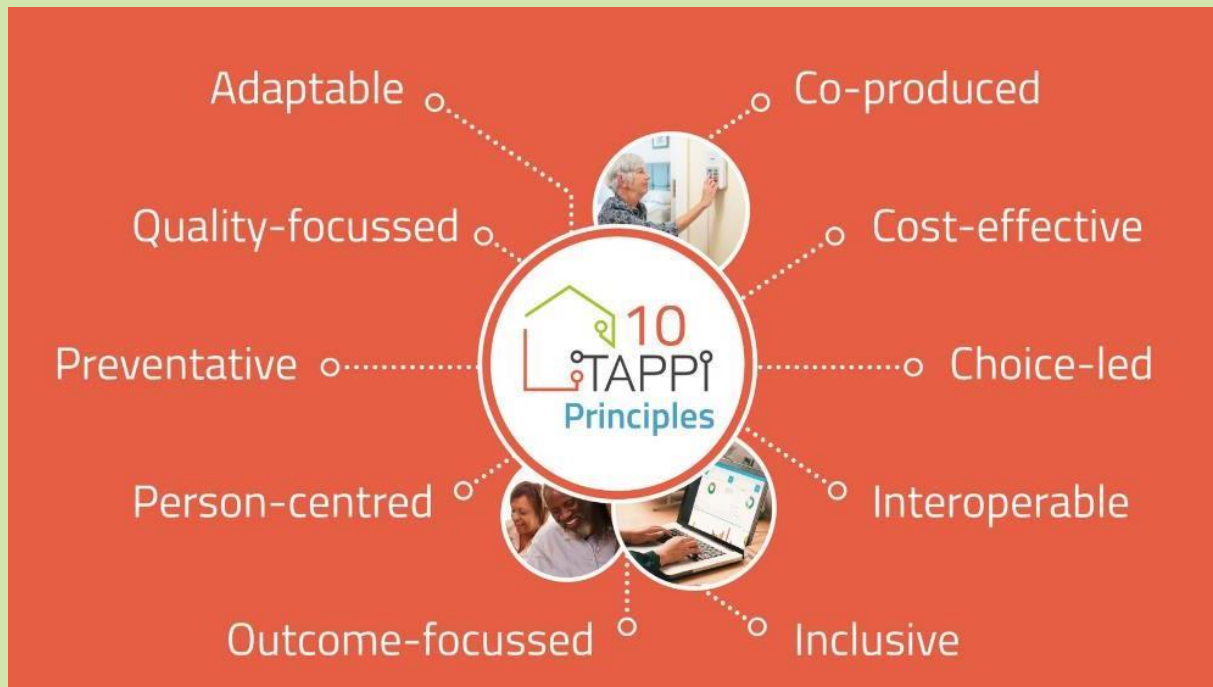 Adaptable
Co-produced
Quality-focussed
Cost-effective
10
TAPPi
Principles
Preventative
Choice-led
Person-centred
Interoperable
Outcome-focussed
Inclusive